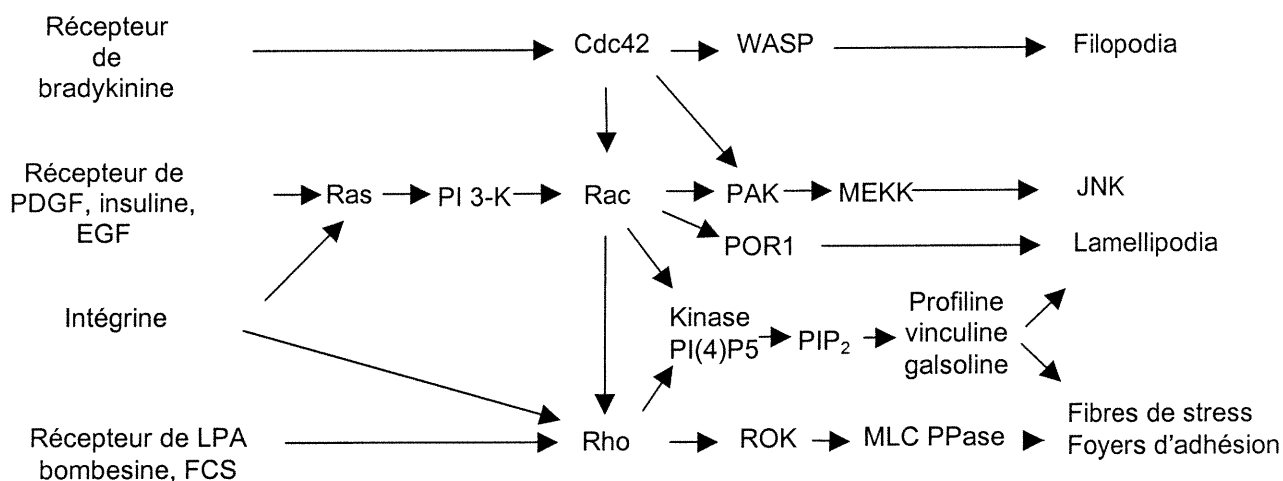 Récepteur
de
bradykinine
Cdc42
WASP
Filopodia
Récepteur de
PDGF, insuline,
EGF
Ras
PI 3-K
Rac
PAK
MEKK
JNK
POR1
Lamellipodia
Intégrine
Kinase
PI(4)P5
PIP₂
Profiline
vinculine
galsoline
Récepteur de LPA
bombesine, FCS
Rho
ROK
MLC PPase
Fibres de stress
Foyers d'adhésion